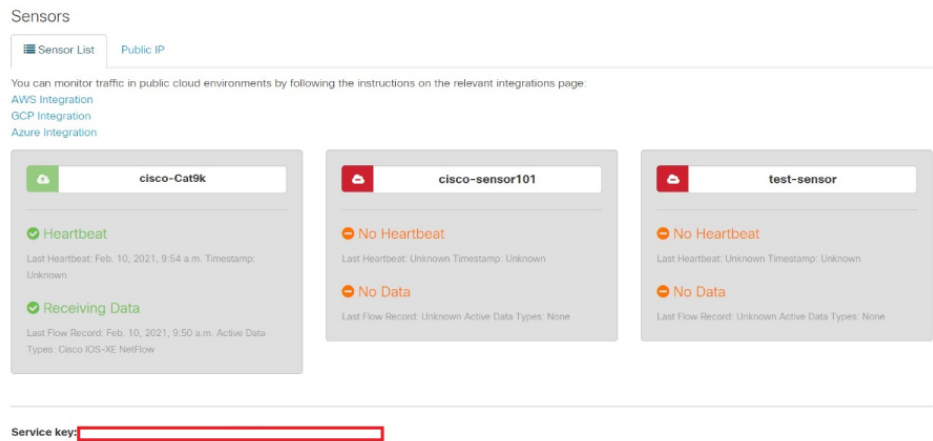 Sensors
Sensor List
Public IP
You can monitor traffic in public cloud environments by following the instructions on the relevant integrations page:
AWS Integration
GCP Integration
Azure Integration
cisco-Cat9k
Heartbeat
Last Heartbeat: Feb. 10, 2021, 9:54 a.m. Timestamp:
Unknown
Receiving Data
Last Flow Record: Feb. 10, 2021, 9:50 a.m. Active Data
Types: Cisco IOS-XE NetFlow
cisco-sensor101
No Heartbeat
Last Heartbeat: Unknown Timestamp: Unknown
No Data
Last Flow Record: Unknown Active Data Types: None
test-sensor
No Heartbeat
Last Heartbeat: Unknown Timestamp: Unknown
No Data
Last Flow Record: Unknown Active Data Types: None
Service key: